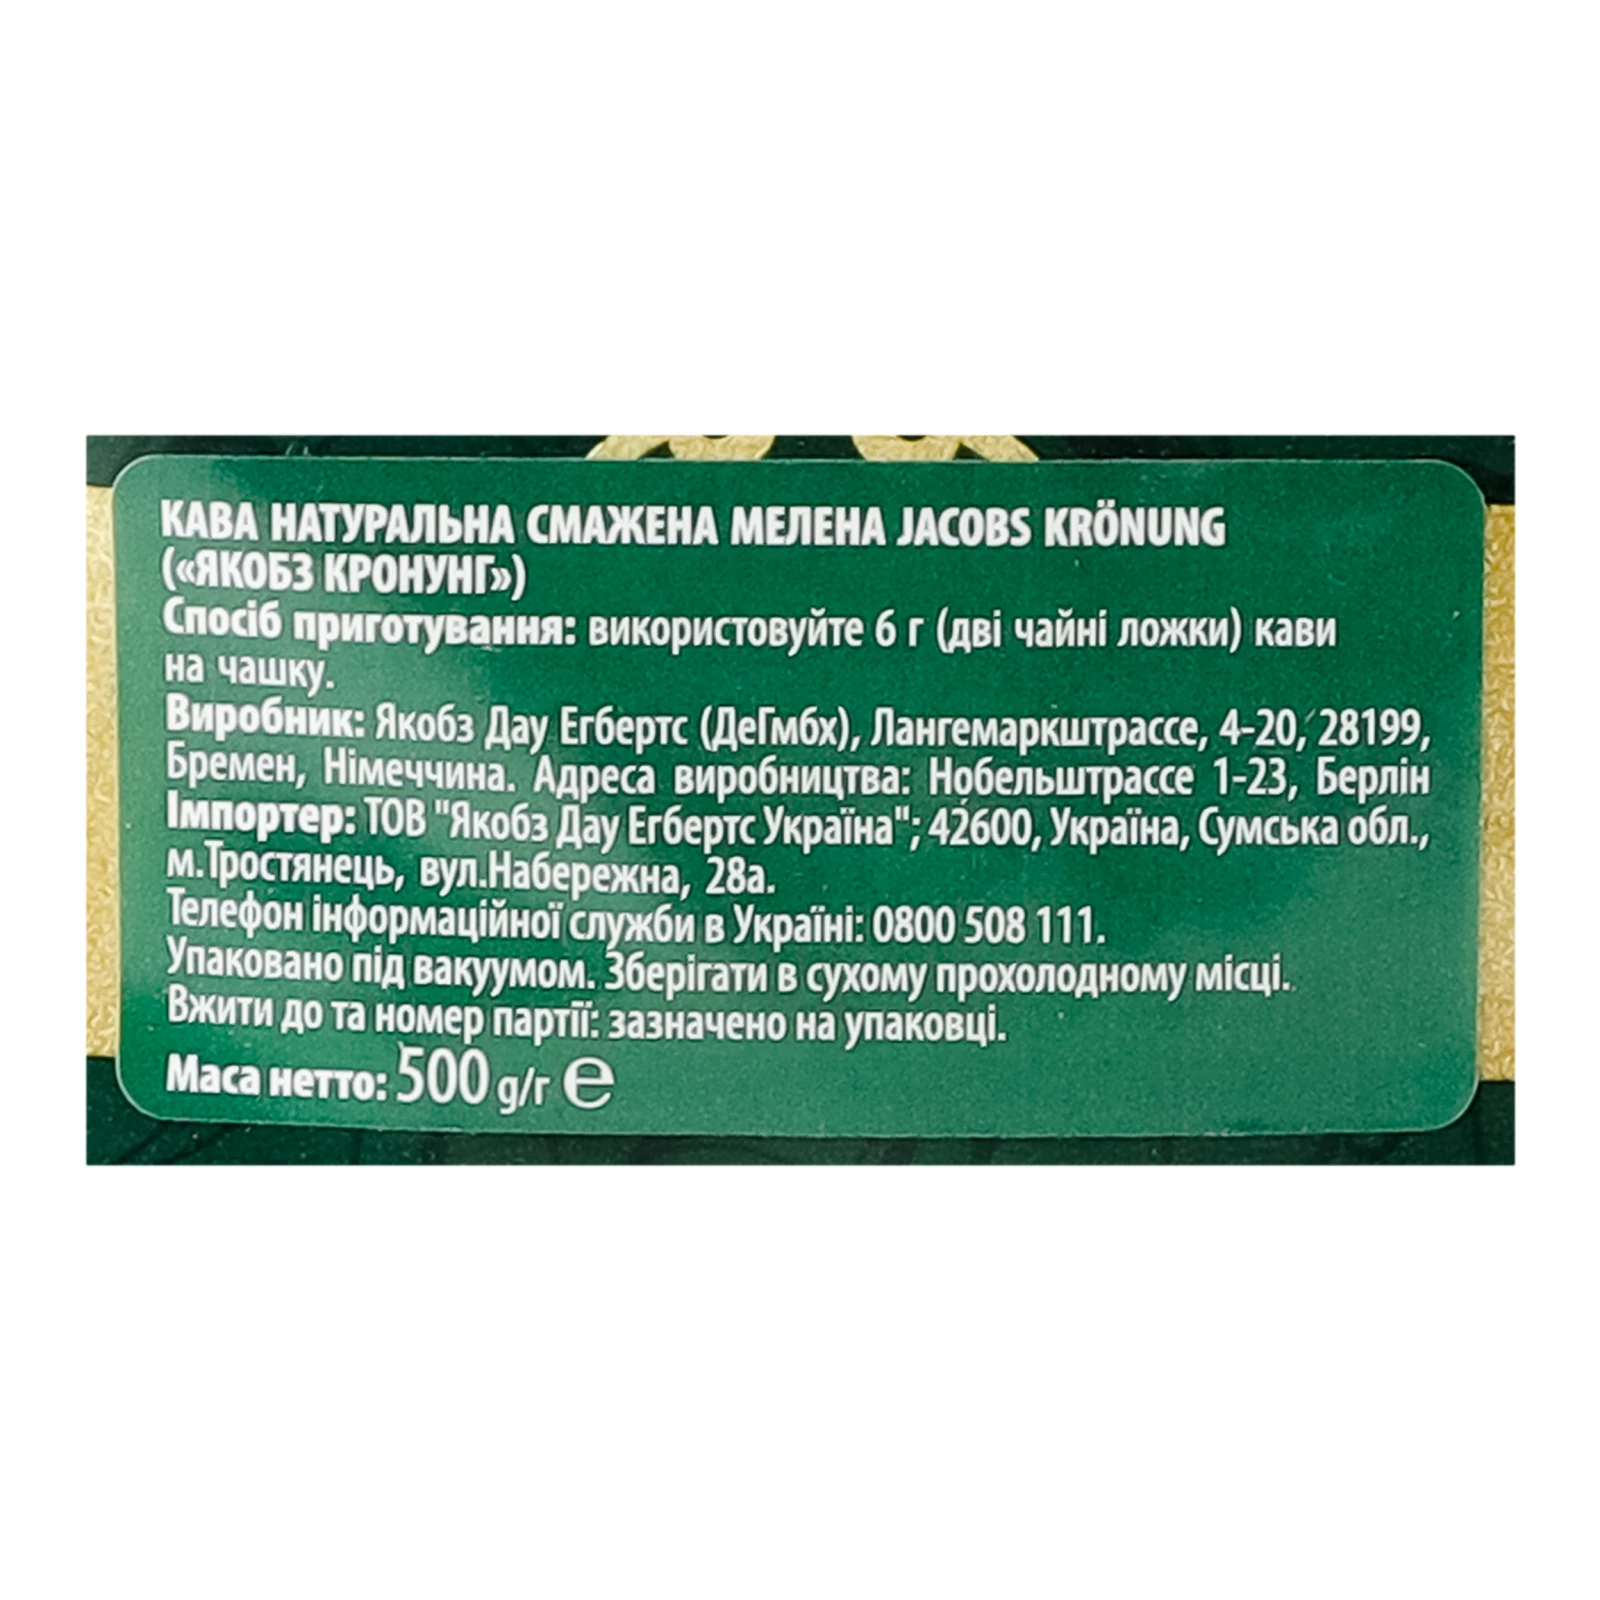 КАВА НАТУРАЛЬНА СМАЖЕНА МЕЛЕНА JACOBS KRÖNUNG
(«ЯКОБЗ КРОНУНГ»)
Спосіб приготування: використовуйте 6 г (дві чайні ложки) кави
на чашку.
Виробник: Якобз Дау Егбертс (ДеГмбх), Лангемаркштрассе, 4-20, 28199,
Бремен, Німеччина. Адреса виробництва: Нобельштрассе 1-23, Берлін
Імпортер: ТОВ "Якобз Дау Егбертс Україна"; 42600, Україна, Сумська обл.,
м.Тростянець, вул.Набережна, 28а.
Телефон інформаційної служби в Україні: 0800 508 111.
Упаковано під вакуумом. Зберігати в сухому прохолодному місці.
Вжити до та номер партії: зазначено на упаковці.
Маса нетто: 500 g/г ℮